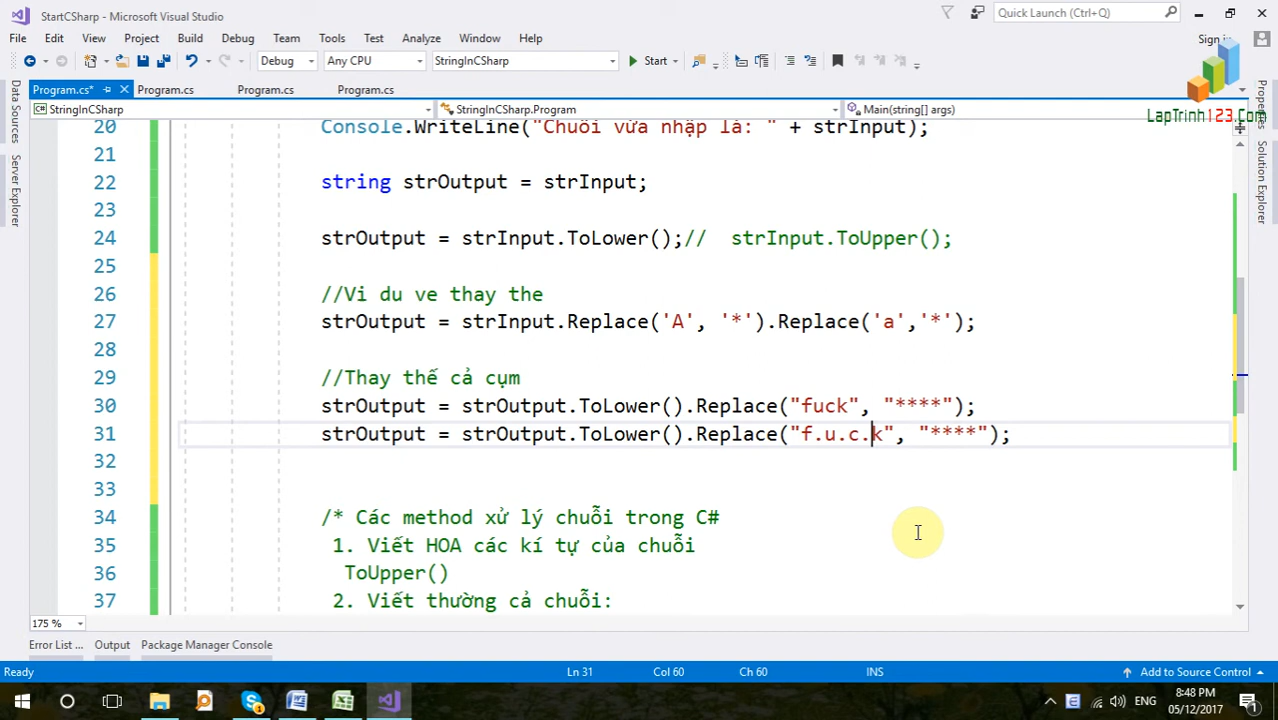 StartCSharp - Microsoft Visual Studio
Quick Launch (Ctrl+Q)
File Edit View Project Build Debug Team Tools Test Analyze Window Help
Sign in
Debug Any CPU StringInCSharp Start
Program.cs* Program.cs Program.cs Program.cs
LapTrinh123.Com
StringInCSharp StringInCSharp.Program Main(string[] args)
Data Sources
Server Explorer
Properties
Solution Explorer
20 Console.WriteLine("Chuỗi vừa nhập là: " + strInput);
21
22 string strOutput = strInput;
23
24 strOutput = strInput.ToLower();// strInput.ToUpper();
25
26 //Vi du ve thay the
27 strOutput = strInput.Replace('A', '*').Replace('a','*');
28
29 //Thay thế cả cụm
30 strOutput = strOutput.ToLower().Replace("fuck", "****");
31 strOutput = strOutput.ToLower().Replace("f.u.c.k", "****");
32
33
34 /* Các method xử lý chuỗi trong C#
35 1. Viết HOA các kí tự của chuỗi
36 ToUpper()
37 2. Viết thường cả chuỗi:
175 %
Error List ... Output Package Manager Console
Ready Ln 31 Col 60 Ch 60 INS Add to Source Control
ENG 8:48 PM
05/12/2017